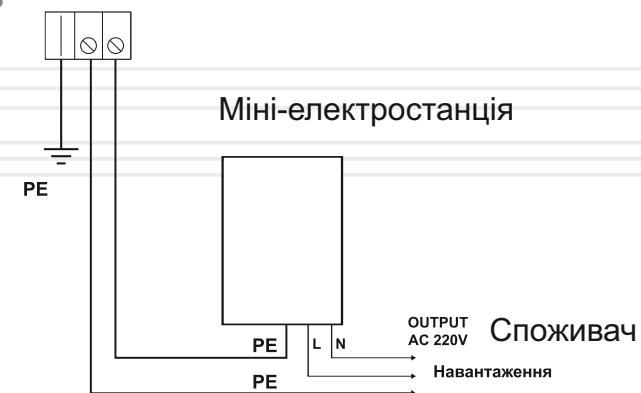 Міні-електростанція
PE
OUTPUT
AC 220V
Споживач
PE
L
N
Навантаження
PE